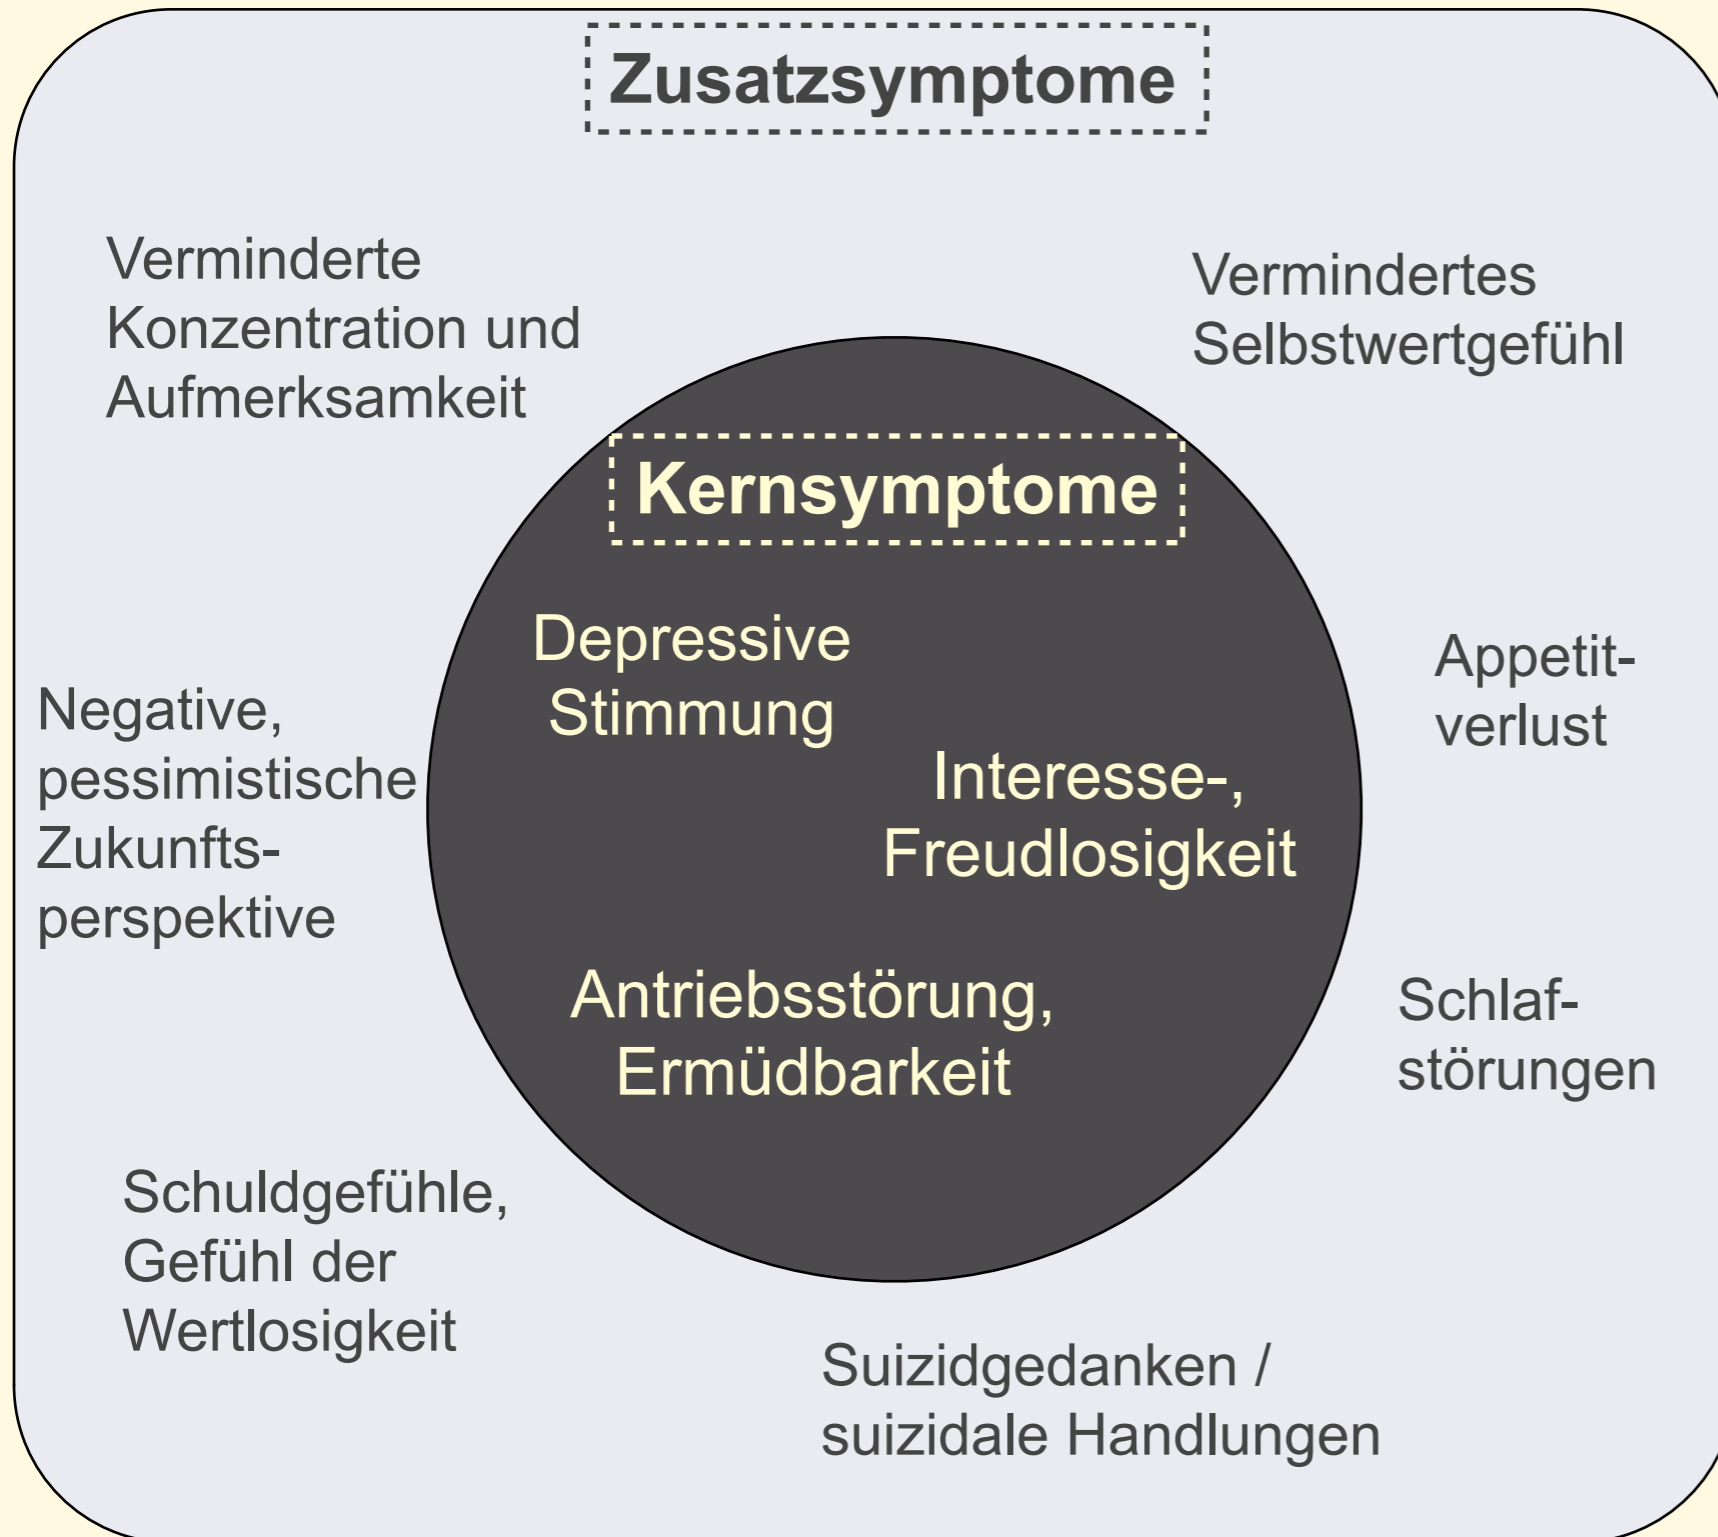 Zusatzsymptome
Verminderte
Konzentration und
Aufmerksamkeit
Vermindertes
Selbstwertgefühl
Kernsymptome
Depressive
Stimmung
Interesse-,
Freudlosigkeit
Antriebsstörung,
Ermüdbarkeit
Negative,
pessimistische
Zukunfts-
perspektive
Appetit-
verlust
Schlaf-
störungen
Schuldgefühle,
Gefühl der
Wertlosigkeit
Suizidgedanken /
suizidale Handlungen